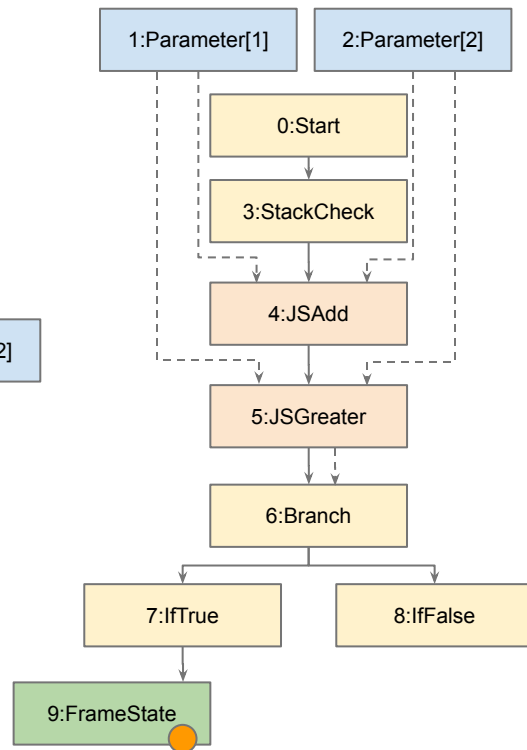 1:Parameter[1]
2:Parameter[2]
0:Start
3:StackCheck
4:JSAdd
2]
5:JSGreater
6:Branch
7:IfTrue
8:IfFalse
9:FrameState